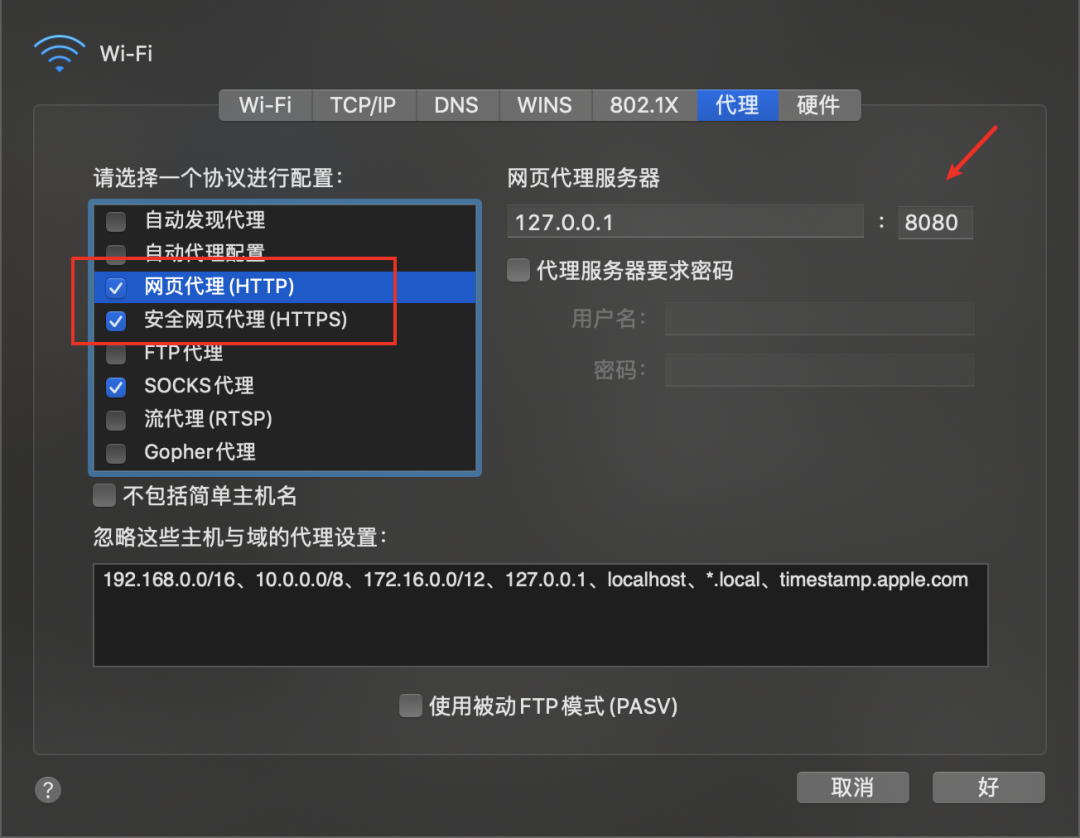 Wi-Fi
Wi-Fi TCP/IP DNS WINS 802.1X 代理 硬件
请选择一个协议进行配置：
自动发现代理
自动代理配置
网页代理(HTTP)
安全网页代理(HTTPS)
FTP代理
SOCKS代理
流代理(RTSP)
Gopher代理
网页代理服务器
127.0.0.1 : 8080
代理服务器要求密码
用户名：
密码：
不包括简单主机名
忽略这些主机与域的代理设置：
192.168.0.0/16、10.0.0.0/8、172.16.0.0/12、127.0.0.1、localhost、*.local、timestamp.apple.com
使用被动FTP模式(PASV)
?
取消 好